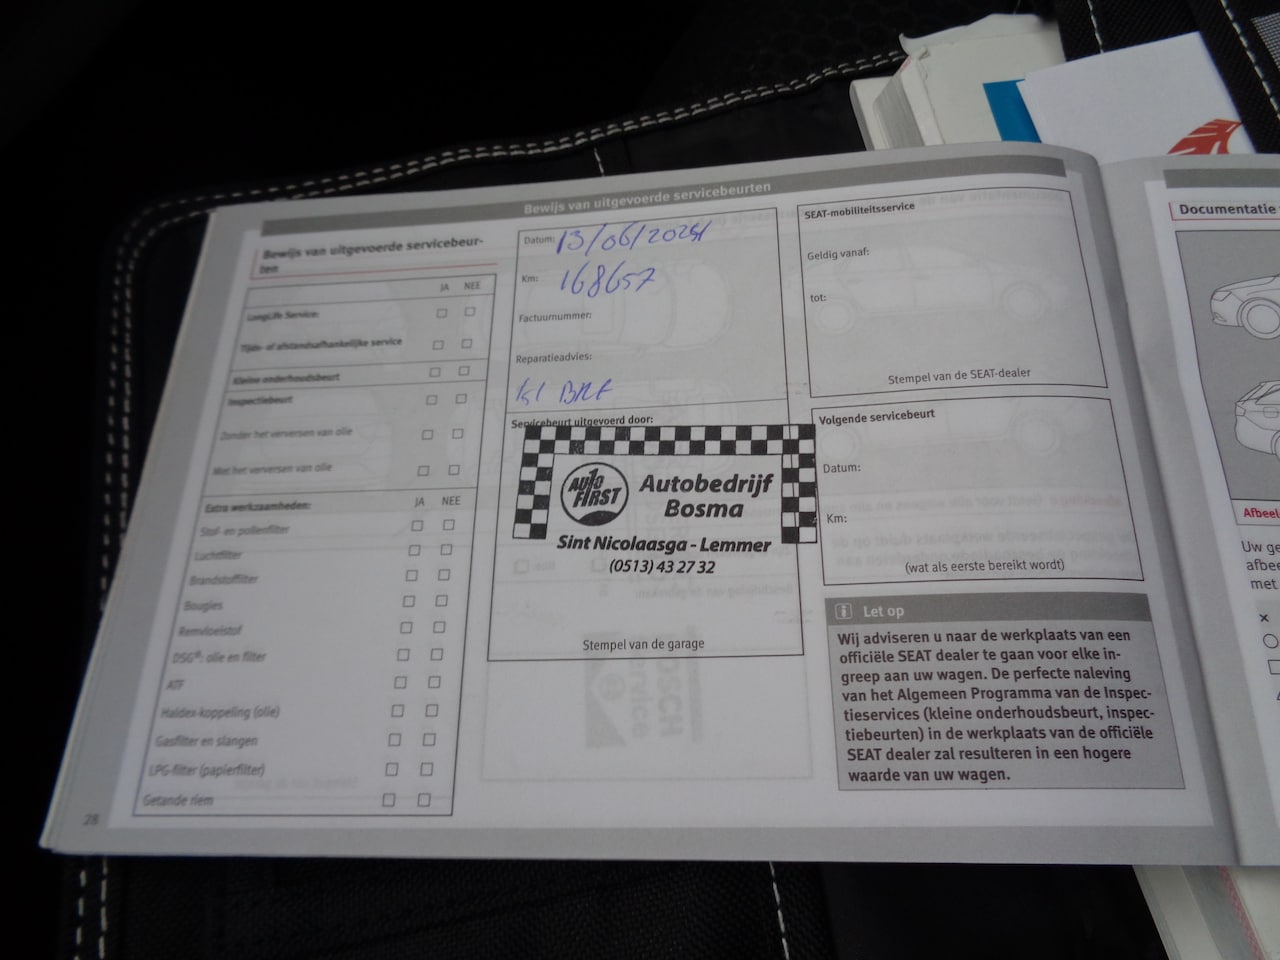 Bewijs van uitgevoerde servicebeurten
Bewijs van uitgevoerde servicebeur-
ten
JA NEE
LongLife Service:
Tijds- of afstandsafhankelijke service
Kleine onderhoudsbeurt
Inspectiebeurt
Zonder het verversen van olie
Met het verversen van olie
Extra werkzaamheden: JA NEE
Stof- en pollenfilter
Luchtfilter
Brandstoffilter
Bougies
Remvloeistof
DSG®: olie en filter
ATF
Haldex-koppeling (olie)
Gasfilter en slangen
LPG-filter (papierfilter)
Getande riem
28
Datum: 13/06/2024
Km: 168657
Factuurnummer:
Reparatieadvies:
Servicebeurt uitgevoerd door:
1
AUTO
FIRST
Autobedrijf
Bosma
Sint Nicolaasga - Lemmer
(0513) 43 27 32
Stempel van de garage
SEAT-mobiliteitsservice
Geldig vanaf:
tot:
Stempel van de SEAT-dealer
Volgende servicebeurt
Datum:
Km:
(wat als eerste bereikt wordt)
i Let op
Wij adviseren u naar de werkplaats van een
officiële SEAT dealer te gaan voor elke in-
greep aan uw wagen. De perfecte naleving
van het Algemeen Programma van de Inspec-
tieservices (kleine onderhoudsbeurt, inspec-
tiebeurten) in de werkplaats van de officiële
SEAT dealer zal resulteren in een hogere
waarde van uw wagen.
Documentatie
Afbeel
Uw ge
afbee
met